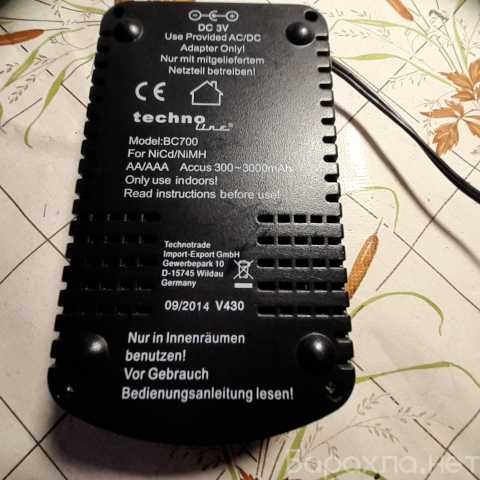 DC 3V
Use Provided AC/DC
Adapter Only!
Nur mit mitgeliefertem
Netzteil betreiben!
CE
techno
line
Model:BC700
For NiCd/NiMH
AA/AAA Accus 300~3000mAh
Only use indoors!
Read instructions before use!
Technotrade
Import-Export GmbH
Gewerbepark 10
D-15745 Wildau
Germany
09/2014 V430
Nur in Innenräumen
benutzen!
Vor Gebrauch
Bedienungsanleitung lesen!
Барахла.нет